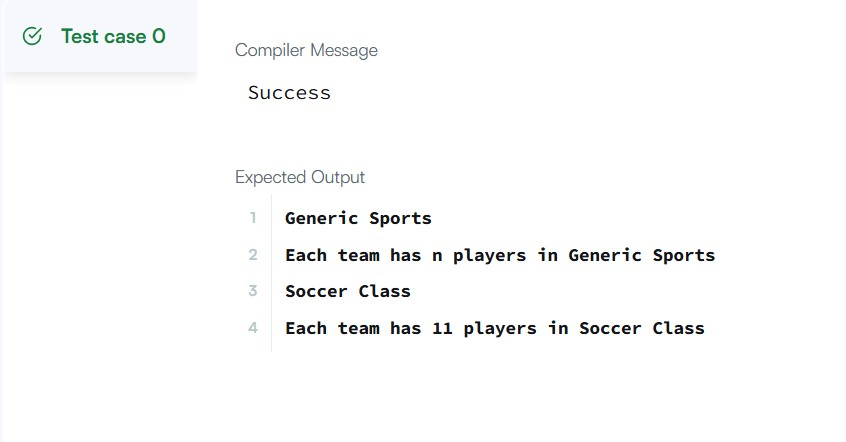 Test case 0
Compiler Message
Success
Expected Output
1 Generic Sports
2 Each team has n players in Generic Sports
3 Soccer Class
4 Each team has 11 players in Soccer Class